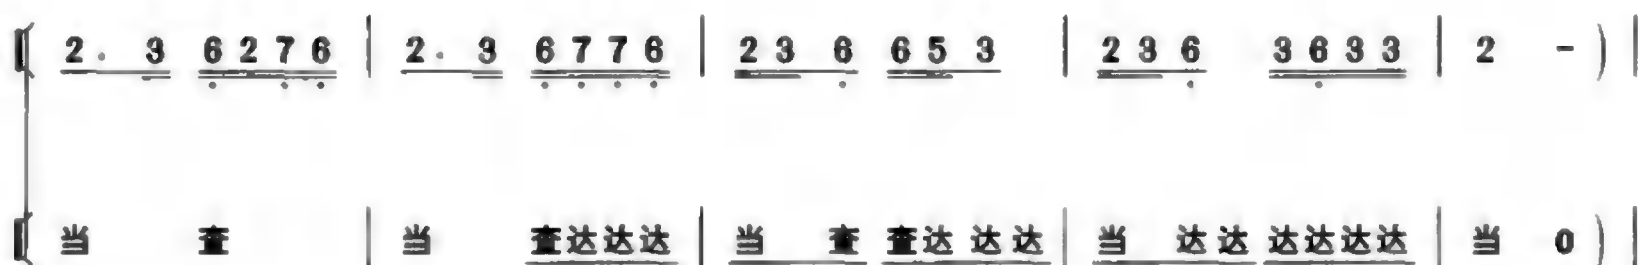 2. 3 6 2 7 6 | 2. 3 6 7 7 6 | 2 3 6 6 5 3 | 2 3 6 3 6 3 3 | 2 - ) |
当 查 | 当 查达达达 | 当 查 查达 达达 | 当 达达 达达达达 | 当 0 ) |